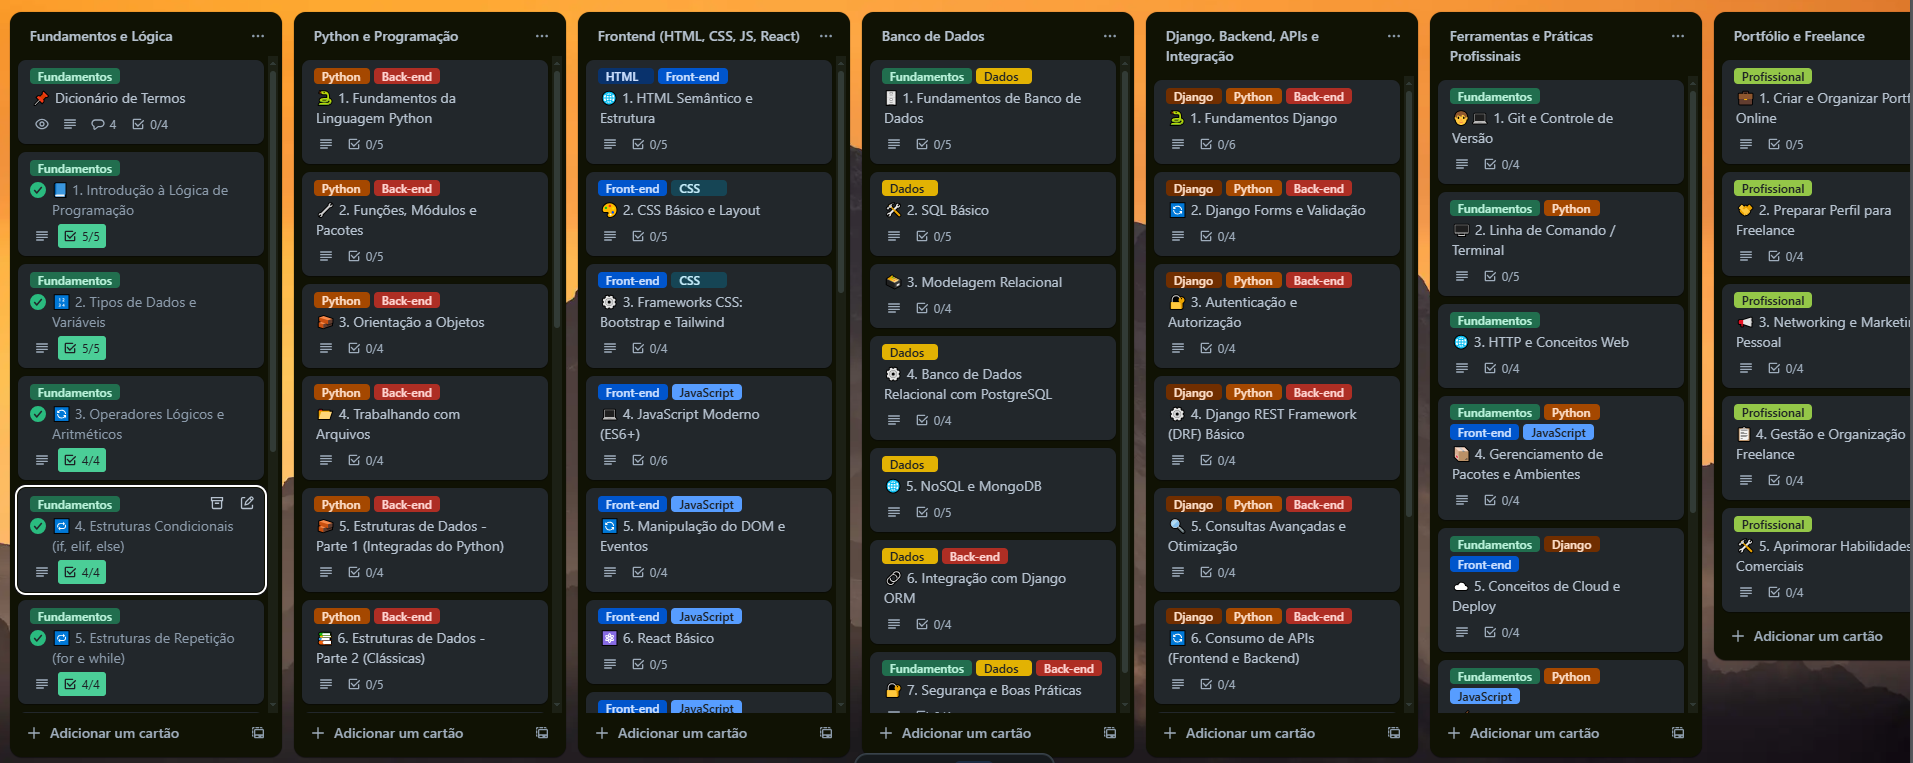 Fundamentos e Lógica
Fundamentos
Dicionário de Termos
4 0/4
Fundamentos
1. Introdução à Lógica de
Programação
5/5
Fundamentos
2. Tipos de Dados e
Variáveis
5/5
Fundamentos
3. Operadores Lógicos e
Aritméticos
4/4
Fundamentos
4. Estruturas Condicionais
(if, elif, else)
4/4
Fundamentos
5. Estruturas de Repetição
(for e while)
4/4
+ Adicionar um cartão
Python e Programação
Python Back-end
1. Fundamentos da
Linguagem Python
0/5
Python Back-end
2. Funções, Módulos e
Pacotes
0/5
Python Back-end
3. Orientação a Objetos
0/4
Python Back-end
4. Trabalhando com
Arquivos
0/4
Python Back-end
5. Estruturas de Dados -
Parte 1 (Integradas do Python)
0/4
Python Back-end
6. Estruturas de Dados -
Parte 2 (Clássicas)
0/5
+ Adicionar um cartão
Frontend (HTML, CSS, JS, React)
HTML Front-end
1. HTML Semântico e
Estrutura
0/5
Front-end CSS
2. CSS Básico e Layout
0/5
Front-end CSS
3. Frameworks CSS:
Bootstrap e Tailwind
0/4
Front-end JavaScript
4. JavaScript Moderno
(ES6+)
0/6
Front-end JavaScript
5. Manipulação do DOM e
Eventos
0/4
Front-end JavaScript
6. React Básico
0/5
Front-end JavaScript
+ Adicionar um cartão
Banco de Dados
Fundamentos Dados
1. Fundamentos de Banco de
Dados
0/5
Dados
2. SQL Básico
0/5
3. Modelagem Relacional
0/4
Dados
4. Banco de Dados
Relacional com PostgreSQL
0/4
Dados
5. NoSQL e MongoDB
0/5
Dados Back-end
6. Integração com Django
ORM
0/4
Fundamentos Dados Back-end
7. Segurança e Boas Práticas
+ Adicionar um cartão
Django, Backend, APIs e
Integração
Django Python Back-end
1. Fundamentos Django
0/6
Django Python Back-end
2. Django Forms e Validação
0/4
Django Python Back-end
3. Autenticação e
Autorização
0/4
Django Python Back-end
4. Django REST Framework
(DRF) Básico
0/4
Django Python Back-end
5. Consultas Avançadas e
Otimização
0/4
Django Python Back-end
6. Consumo de APIs
(Frontend e Backend)
0/4
+ Adicionar um cartão
Ferramentas e Práticas
Profissinais
Fundamentos
1. Git e Controle de
Versão
0/4
Fundamentos Python
2. Linha de Comando /
Terminal
0/5
Fundamentos
3. HTTP e Conceitos Web
0/4
Fundamentos Python
Front-end JavaScript
4. Gerenciamento de
Pacotes e Ambientes
0/4
Fundamentos Django
Front-end
5. Conceitos de Cloud e
Deploy
0/4
Fundamentos Python
JavaScript
+ Adicionar um cartão
Portfólio e Freelance
Profissional
1. Criar e Organizar Portf
Online
0/5
Profissional
2. Preparar Perfil para
Freelance
0/4
Profissional
3. Networking e Marketi
Pessoal
0/4
Profissional
4. Gestão e Organização
Freelance
0/4
Profissional
5. Aprimorar Habilidades
Comerciais
0/4
+ Adicionar um cartão